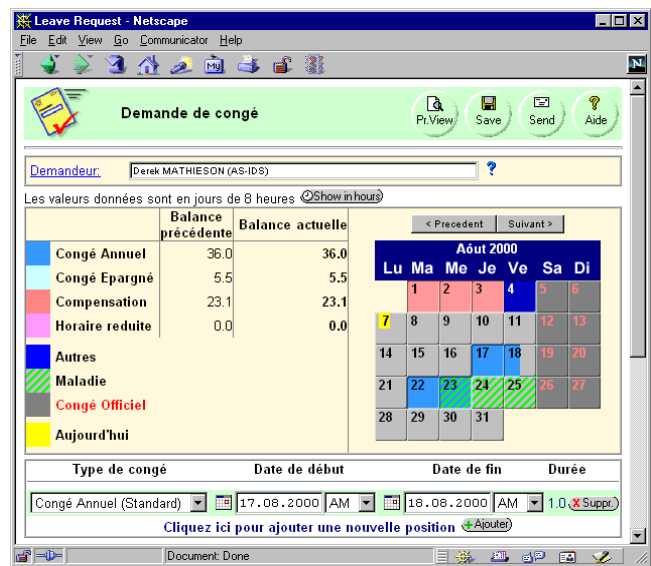 Leave Request - Netscape
File Edit View Go Communicator Help
My
N
Demande de congé
Pr.View Save Send Aide
Demandeur: Derek MATHIESON (AS-IDS) ?
Les valeurs données sont en jours de 8 heures Show in hours
Balance précédente Balance actuelle
Congé Annuel 36.0 36.0
Congé Epargné 5.5 5.5
Compensation 23.1 23.1
Horaire reduite 0.0 0.0
Autres
Maladie
Congé Officiel
Aujourd'hui
< Precedent Suivant >
Aóut 2000
Lu Ma Me Je Ve Sa Di
1 2 3 4 5 6
7 8 9 10 11 12 13
14 15 16 17 18 19 20
21 22 23 24 25 26 27
28 29 30 31
Type de congé Date de début Date de fin Durée
Congé Annuel (Standard) 17.08.2000 AM 18.08.2000 AM 1.0 X Suppr.
Cliquez ici pour ajouter une nouvelle position +Ajouter
Document: Done